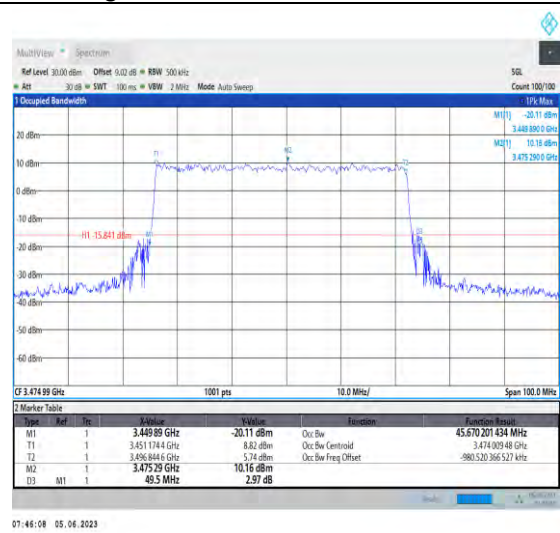 MultiView Spectrum
Ref Level 30.00 dBm Offset 9.02 dB RBW 500 kHz SGL
Att 30 dB SWT 100 ms VBW 2 MHz Mode Auto Sweep Count 100/100
1 Occupied Bandwidth 1Pk Max
M1[1] -20.11 dBm
3.449 890 0 GHz
M2[1] 10.16 dBm
3.475 290 0 GHz
20 dBm
T1 M2 T2
10 dBm
0 dBm
-10 dBm
H1 -15.841 dBm M1 D3
-20 dBm
-30 dBm
-40 dBm
-50 dBm
-60 dBm
CF 3.474 99 GHz 1001 pts 10.0 MHz/ Span 100.0 MHz
2 Marker Table
Type Ref Trc X-Value Y-Value Function Function Result
M1 1 3.449 89 GHz -20.11 dBm Occ Bw 45.670 201 434 MHz
T1 1 3.451 174 4 GHz 8.82 dBm Occ Bw Centroid 3.474 009 48 GHz
T2 1 3.496 844 6 GHz 5.74 dBm Occ Bw Freq Offset -980.520 366 527 kHz
M2 1 3.475 29 GHz 10.16 dBm
D3 M1 1 49.5 MHz 2.97 dB
07:46:08 05.06.2023